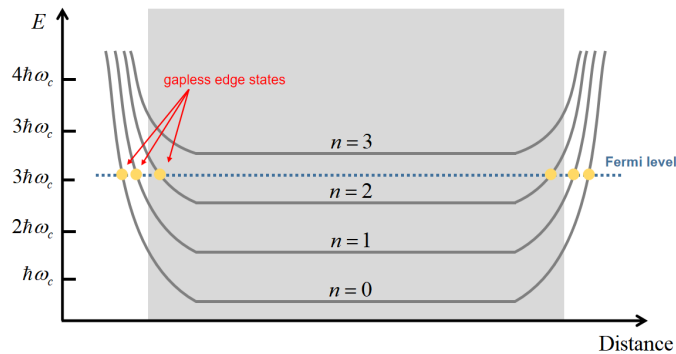 E
gapless edge states
4ħω_c
3ħω_c
n = 3
Fermi level
3ħω_c
n = 2
2ħω_c
n = 1
ħω_c
n = 0
Distance